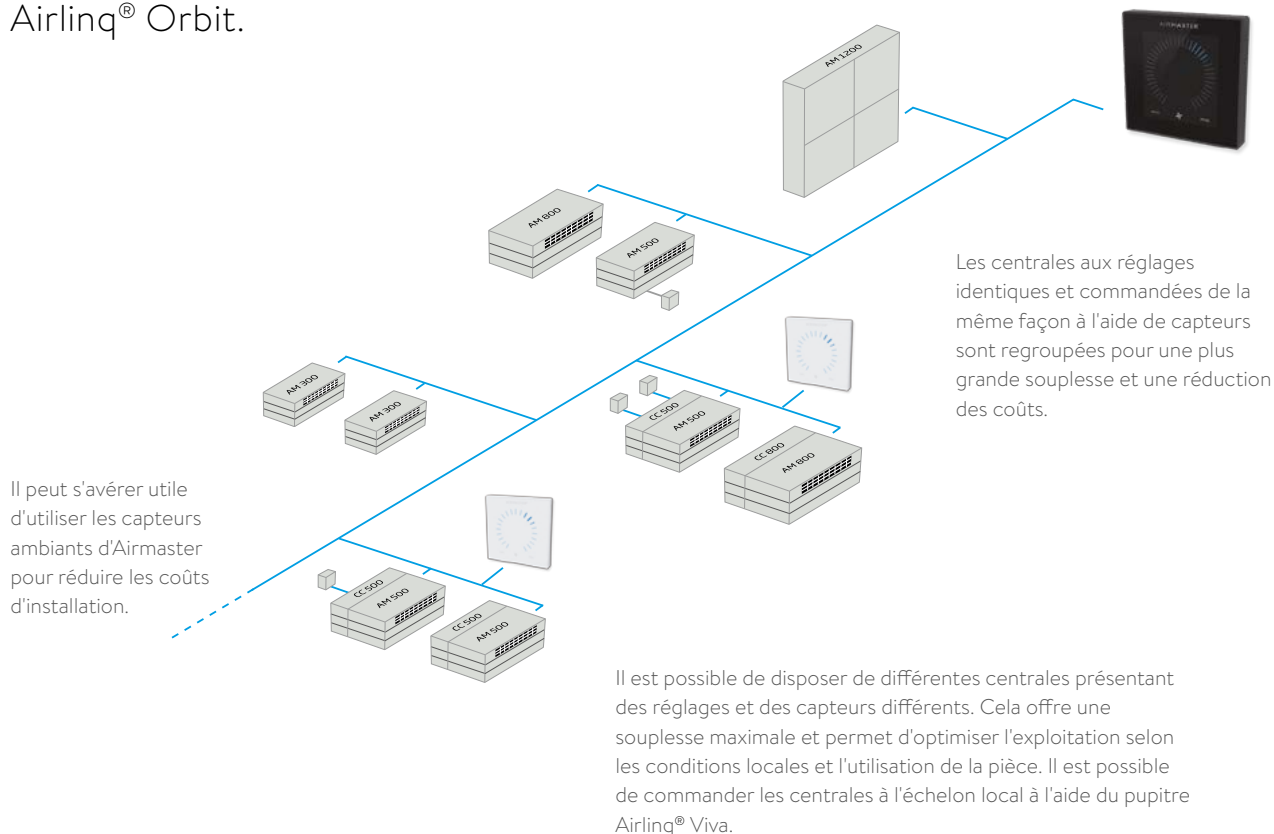 Airlinq® Orbit.
AIRMASTER
AM 1200
AM 800
AM 500
Les centrales aux réglages
identiques et commandées de la
même façon à l'aide de capteurs
sont regroupées pour une plus
grande souplesse et une réduction
des coûts.
AM 300
AM 300
CC 500
AM 500
CC 800
AM 800
Il peut s'avérer utile
d'utiliser les capteurs
ambiants d'Airmaster
pour réduire les coûts
d'installation.
CC 500
AM 500
CC 500
AM 500
Il est possible de disposer de différentes centrales présentant
des réglages et des capteurs différents. Cela offre une
souplesse maximale et permet d'optimiser l'exploitation selon
les conditions locales et l'utilisation de la pièce. Il est possible
de commander les centrales à l'échelon local à l'aide du pupitre
Airlinq® Viva.